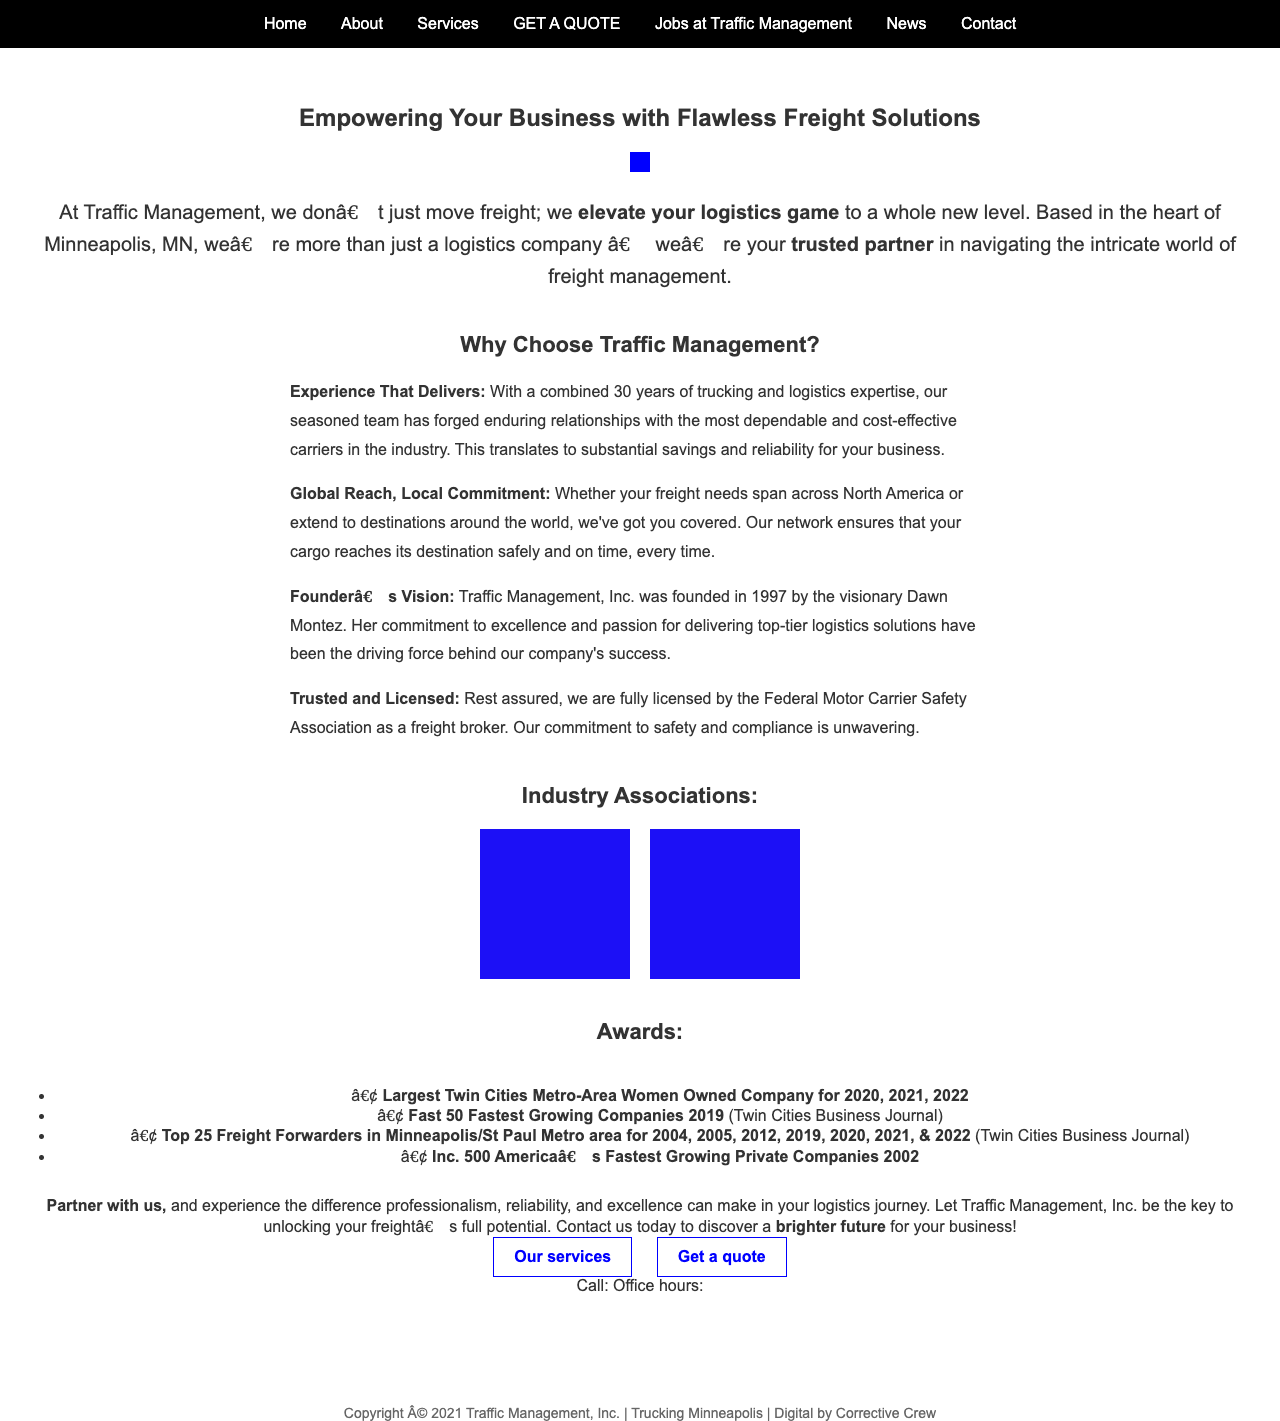 Home About Services GET A QUOTE Jobs at Traffic Management News Contact
Empowering Your Business with Flawless Freight Solutions
At Traffic Management, we donâ€ t just move freight; we elevate your logistics game to a whole new level. Based in the heart of
Minneapolis, MN, weâ€ re more than just a logistics company â€ weâ€ re your trusted partner in navigating the intricate world of
freight management.
Why Choose Traffic Management?
Experience That Delivers: With a combined 30 years of trucking and logistics expertise, our
seasoned team has forged enduring relationships with the most dependable and cost-effective
carriers in the industry. This translates to substantial savings and reliability for your business.
Global Reach, Local Commitment: Whether your freight needs span across North America or
extend to destinations around the world, we've got you covered. Our network ensures that your
cargo reaches its destination safely and on time, every time.
Founderâ€ s Vision: Traffic Management, Inc. was founded in 1997 by the visionary Dawn
Montez. Her commitment to excellence and passion for delivering top-tier logistics solutions have
been the driving force behind our company's success.
Trusted and Licensed: Rest assured, we are fully licensed by the Federal Motor Carrier Safety
Association as a freight broker. Our commitment to safety and compliance is unwavering.
Industry Associations:
Awards:
• â€¢ Largest Twin Cities Metro-Area Women Owned Company for 2020, 2021, 2022
• â€¢ Fast 50 Fastest Growing Companies 2019 (Twin Cities Business Journal)
• â€¢ Top 25 Freight Forwarders in Minneapolis/St Paul Metro area for 2004, 2005, 2012, 2019, 2020, 2021, & 2022 (Twin Cities Business Journal)
• â€¢ Inc. 500 Americaâ€ s Fastest Growing Private Companies 2002
Partner with us, and experience the difference professionalism, reliability, and excellence can make in your logistics journey. Let Traffic Management, Inc. be the key to
unlocking your freightâ€ s full potential. Contact us today to discover a brighter future for your business!
Our services Get a quote
Call: Office hours:
Copyright Â© 2021 Traffic Management, Inc. | Trucking Minneapolis | Digital by Corrective Crew